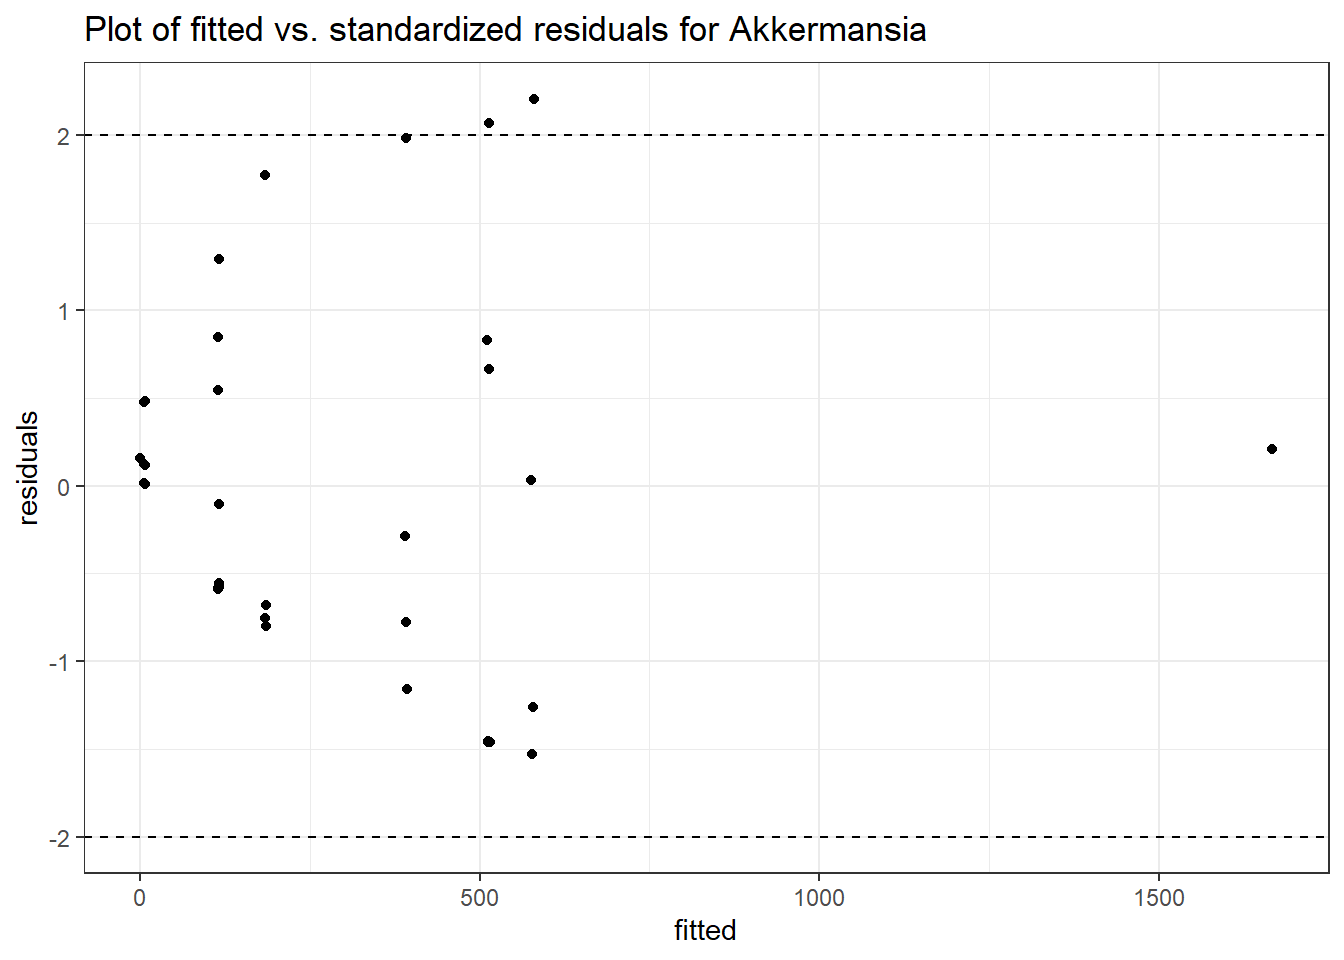 Plot of fitted vs. standardized residuals for Akkermansia
2
1
0
-1
-2
residuals
0 500 1000 1500
fitted